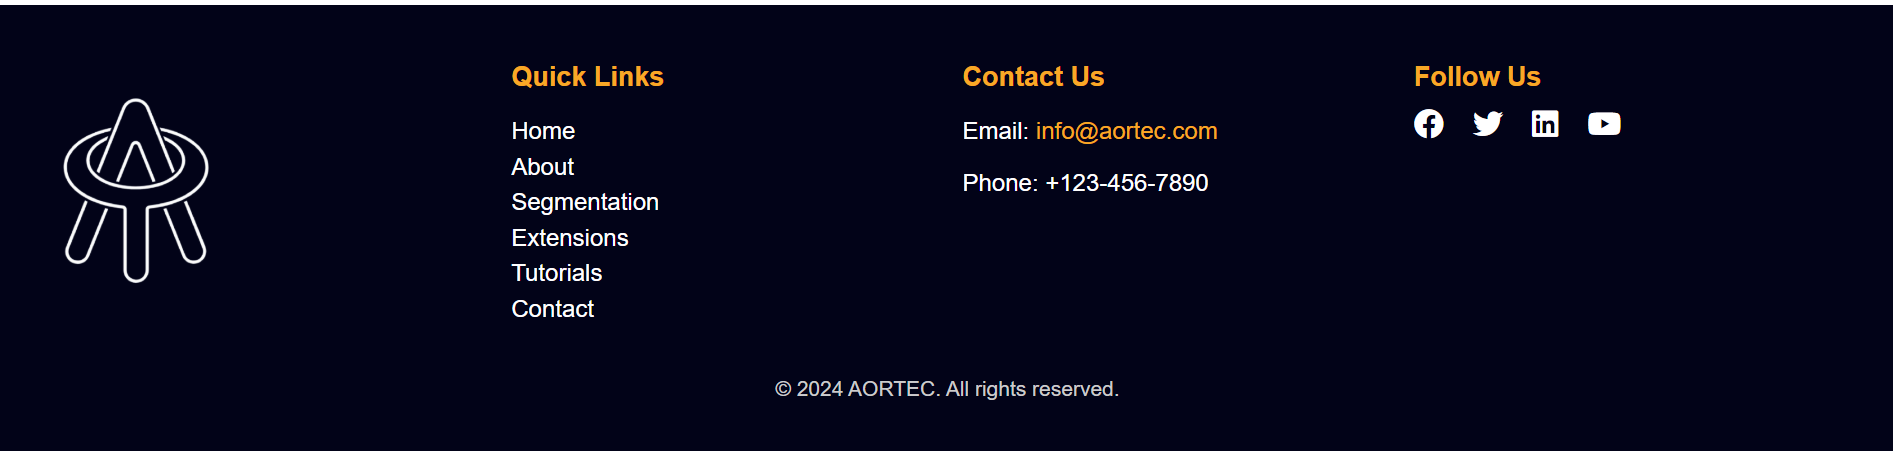 Quick Links
Home
About
Segmentation
Extensions
Tutorials
Contact
Contact Us
Email: info@aortec.com
Phone: +123-456-7890
Follow Us
© 2024 AORTEC. All rights reserved.